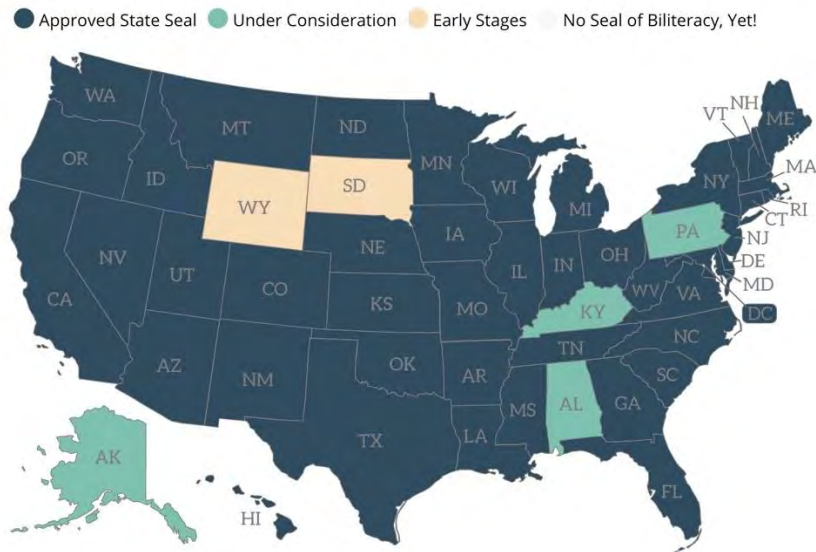 Approved State Seal Under Consideration Early Stages No Seal of Biliteracy, Yet!
WA
MT
ND
MN
VT
NH
ME
OR
ID
WY
SD
WI
MI
NY
MA
CT
RI
NV
UT
NE
IA
IL
IN
OH
PA
NJ
DE
MD
DC
CA
CO
KS
MO
KY
WV
VA
AZ
NM
OK
AR
TN
NC
SC
TX
LA
MS
AL
GA
FL
AK
HI